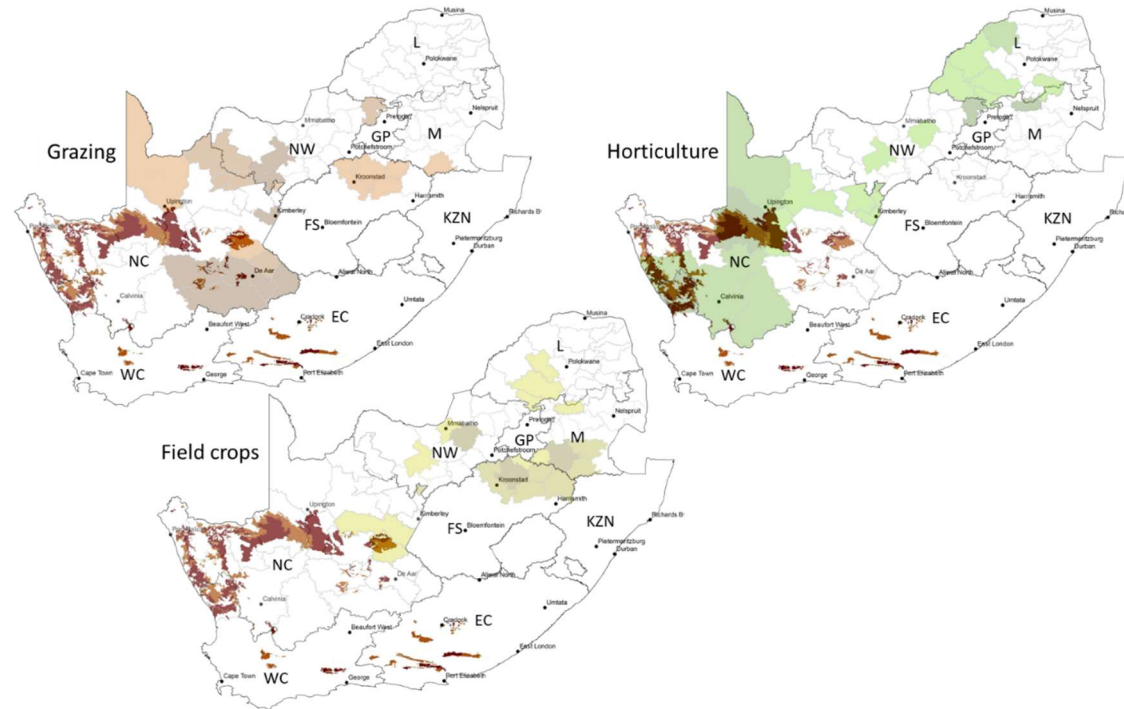 Grazing
Musina
L
Polokwane
Nelspruit
Mmabatho
NW
GP
M
Potchefstroom
Kroonstad
Harrismith
Upington
Kimberley
FS
Bloemfontein
KZN
Richards B
Pietermaritzburg
Durban
NC
De Aar
Aliwal North
Calvinia
Umtata
Beaufort West
Cradock
EC
East London
Cape Town
WC
George
Port Elizabeth
Horticulture
Musina
L
Polokwane
Nelspruit
Mmabatho
NW
GP
M
Potchefstroom
Kroonstad
Harrismith
Upington
Kimberley
FS
Bloemfontein
KZN
Richards B
Pietermaritzburg
Durban
NC
De Aar
Aliwal North
Calvinia
Umtata
Beaufort West
Cradock
EC
East London
Cape Town
WC
George
Port Elizabeth
Field crops
Musina
L
Polokwane
Nelspruit
Mmabatho
NW
GP
M
Potchefstroom
Kroonstad
Harrismith
Upington
Kimberley
FS
Bloemfontein
KZN
Richards B
Pietermaritzburg
Durban
NC
De Aar
Aliwal North
Calvinia
Umtata
Beaufort West
Cradock
EC
East London
Cape Town
WC
George
Port Elizabeth